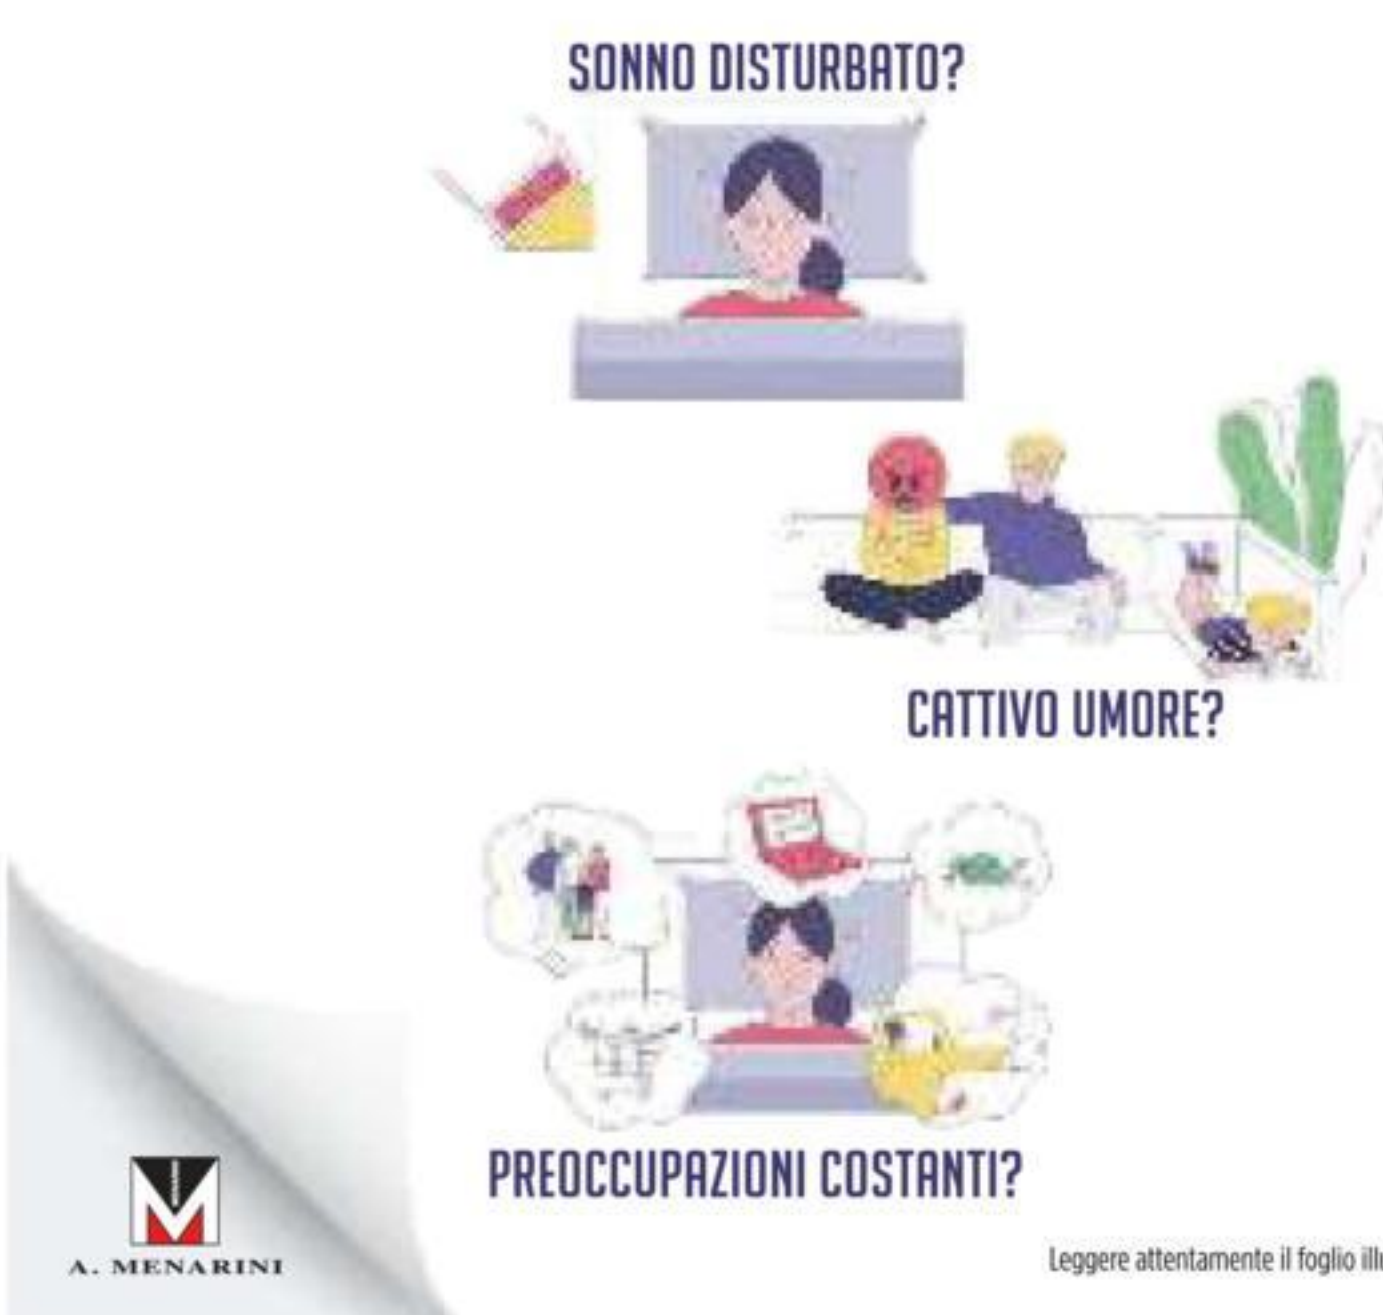 SONNO DISTURBATO?
CATTIVO UMORE?
PREOCCUPAZIONI COSTANTI?
A. MENARINI
Leggere attentamente il foglio